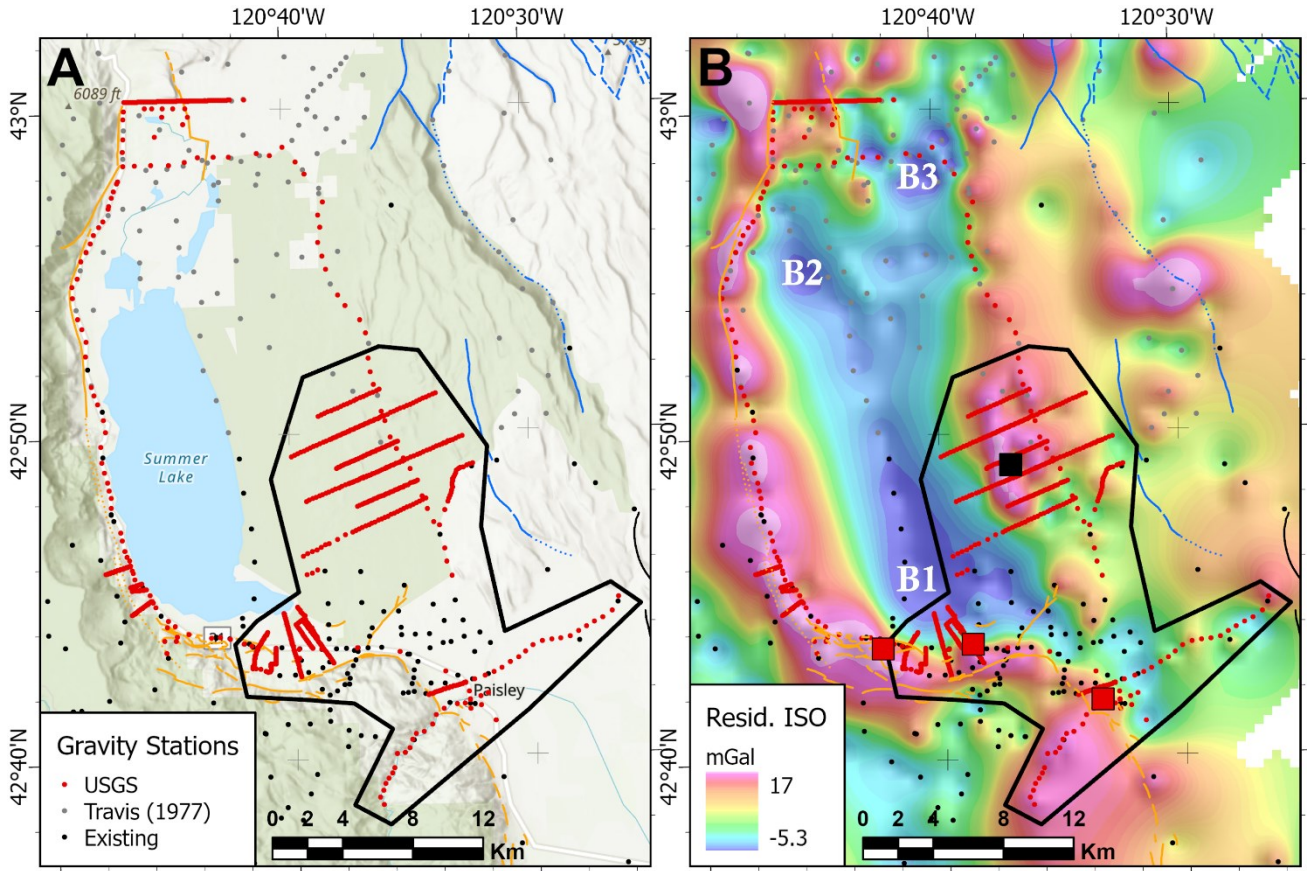 120°40'W
120°30'W
120°40'W
120°30'W
A
B
6089 ft
43°N
43°N
B3
B2
42°50'N
42°50'N
Summer
Lake
B1
Paisley
42°40'N
42°40'N
Gravity Stations
USGS
Travis (1977)
Existing
0 2 4 8 12
Km
Resid. ISO
mGal
17
-5.3
0 2 4 8 12
Km